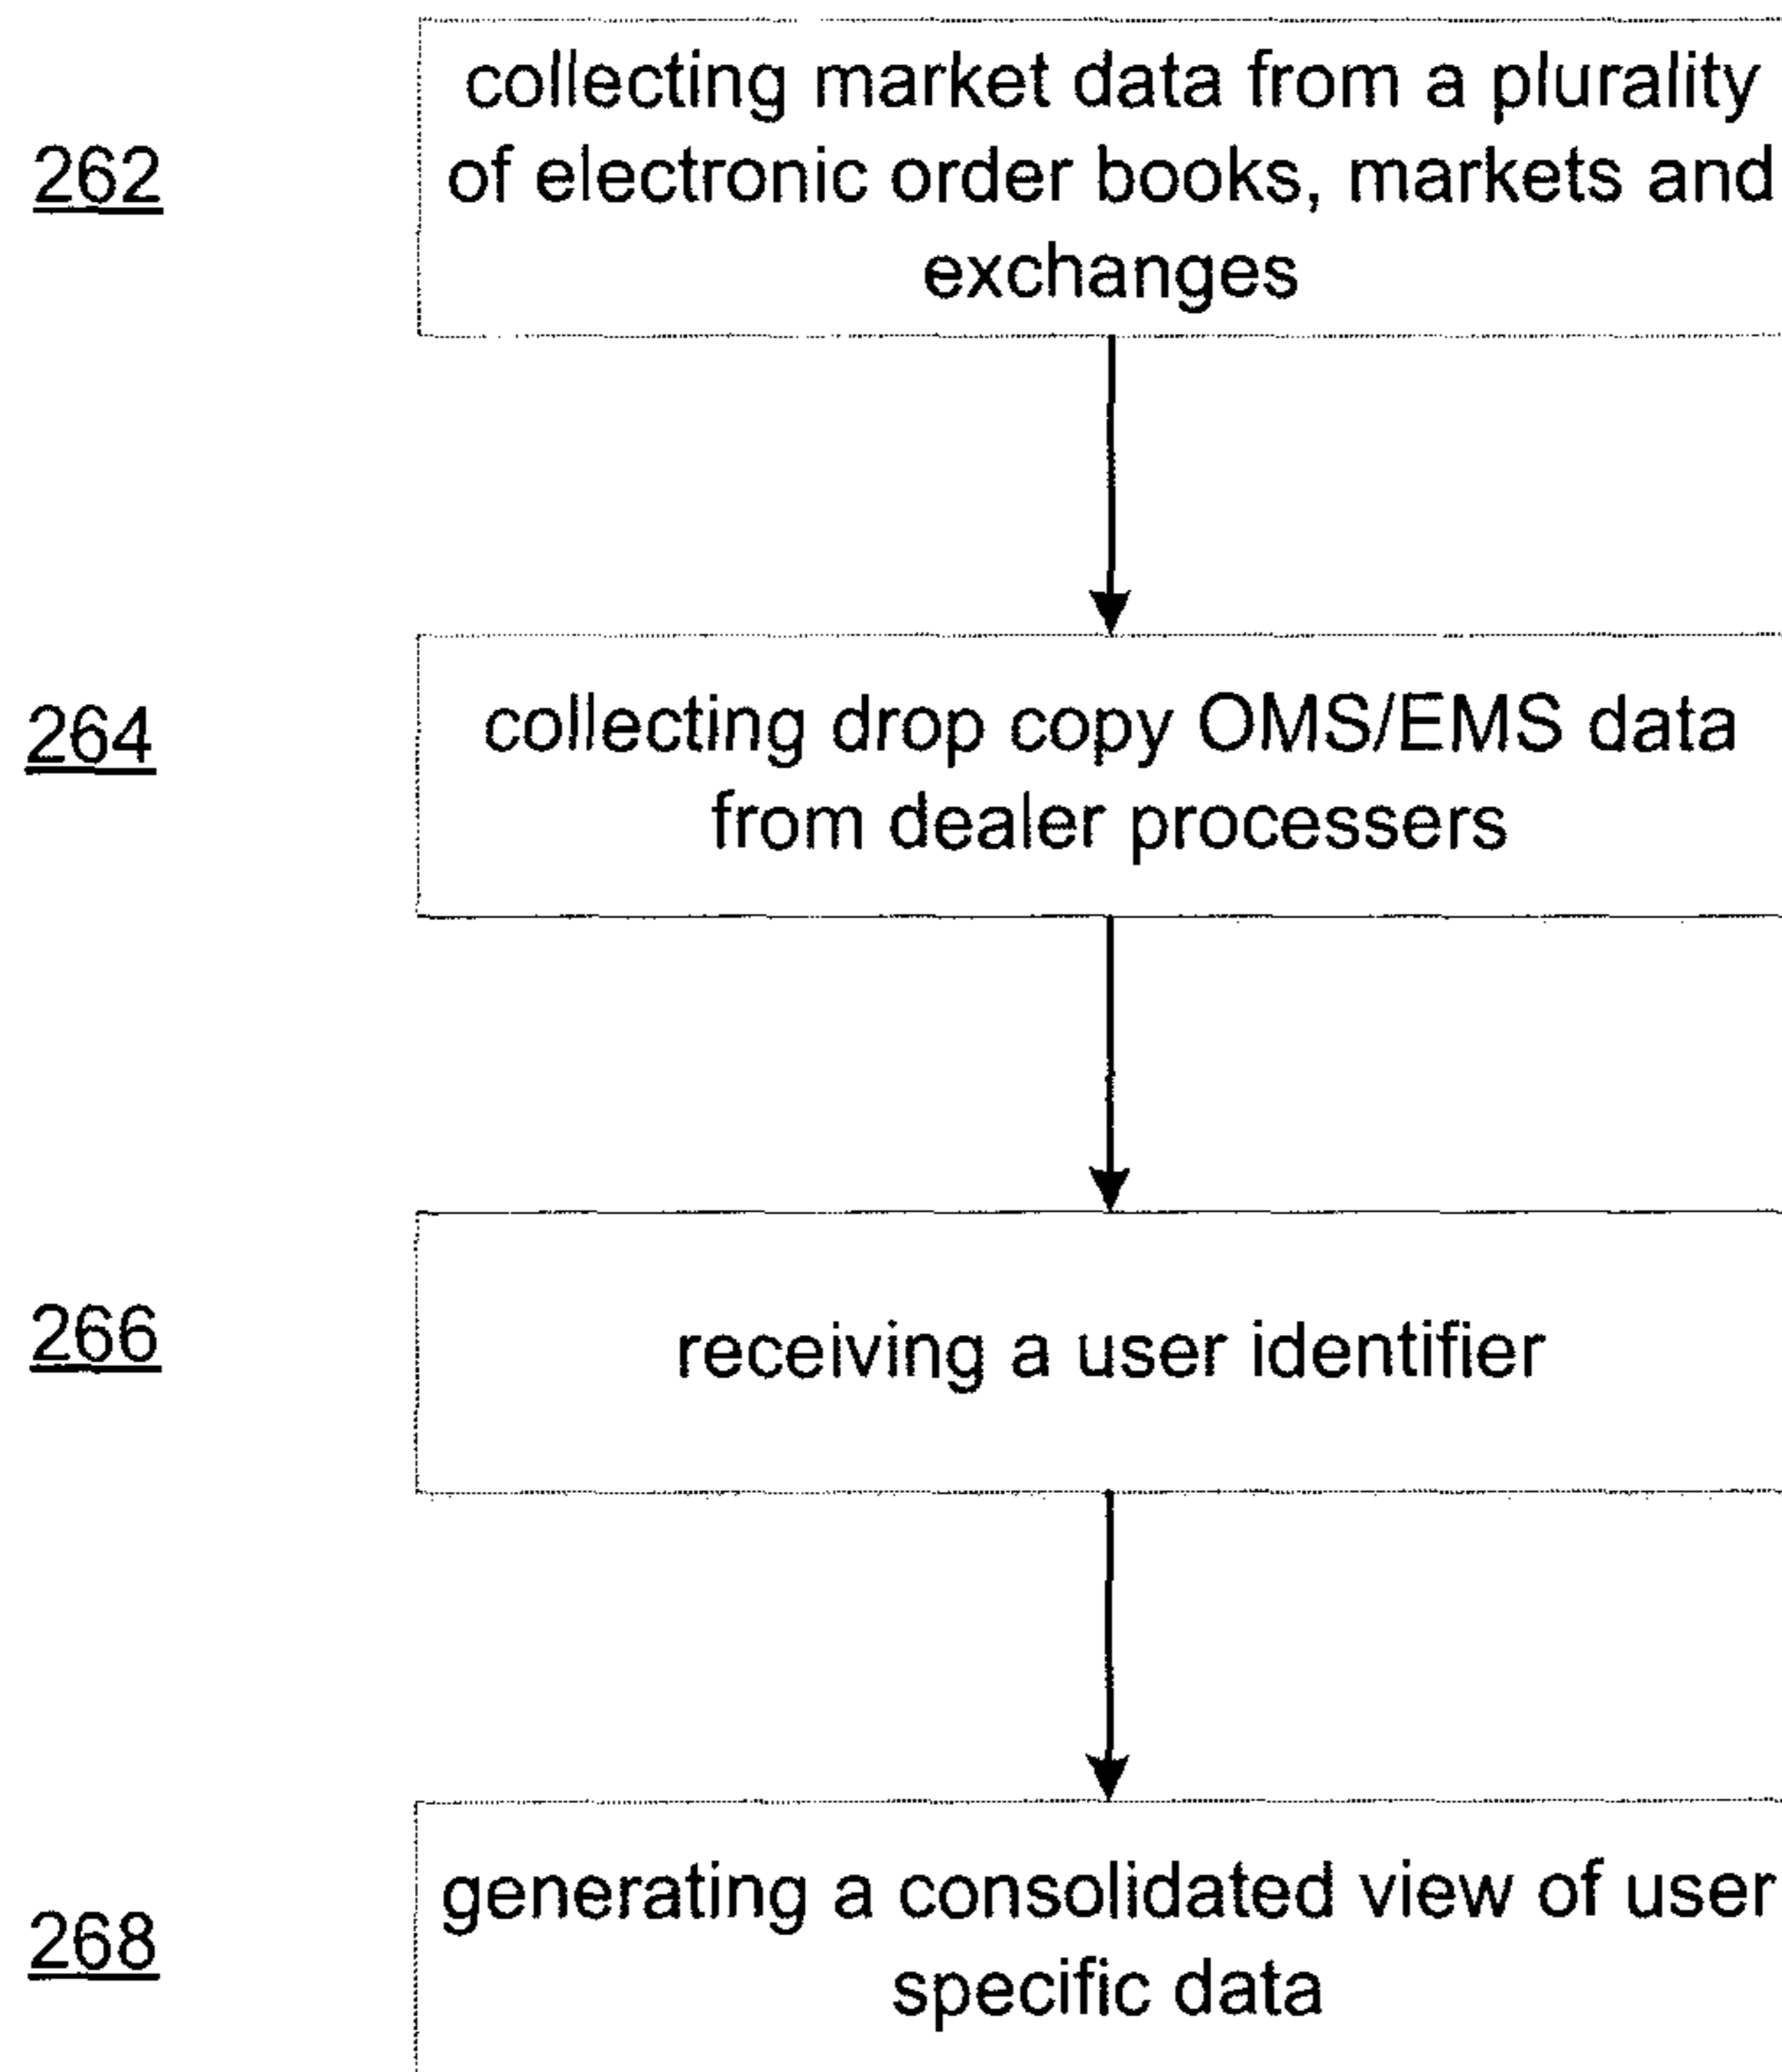 262
collecting market data from a plurality
of electronic order books, markets and
exchanges
264
collecting drop copy OMS/EMS data
from dealer processers
266
receiving a user identifier
268
generating a consolidated view of user
specific data